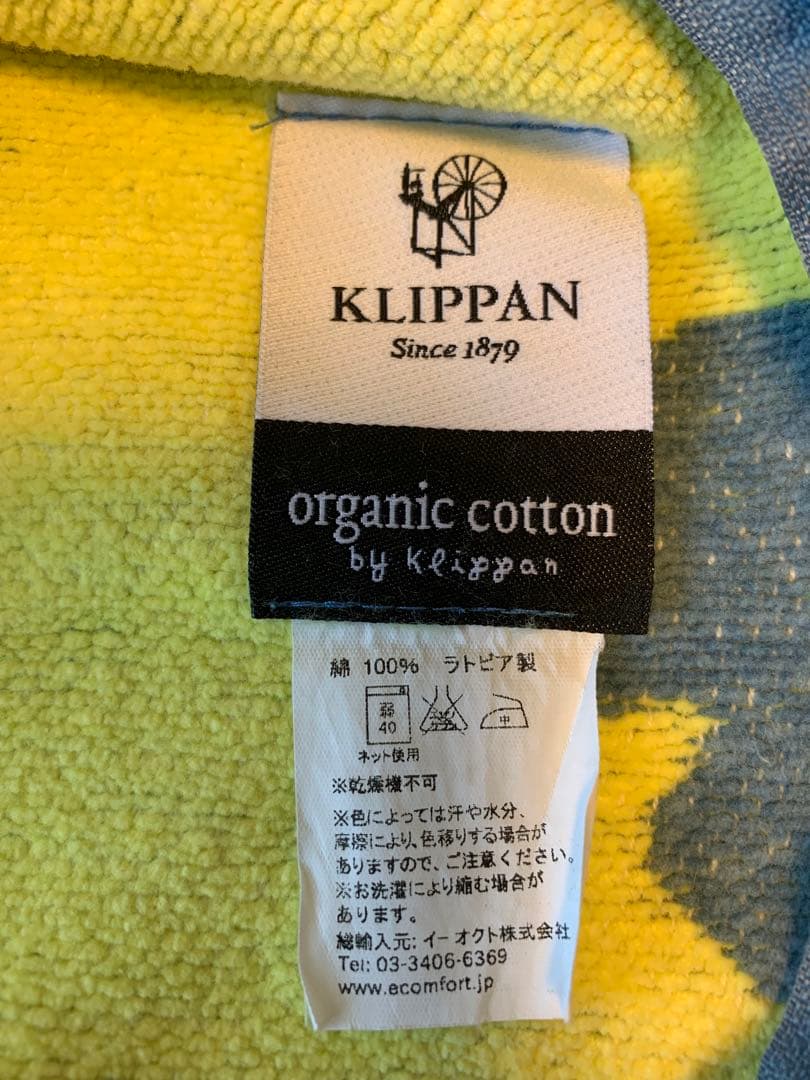 KLIPPAN
Since 1879
organic cotton
by klippan
綿 100% ラトビア製
弱
40
中
ネット使用
※乾燥機不可
※色によっては汗や水分、
摩擦により、色移りする場合が
ありますので、ご注意ください。
※お洗濯により縮む場合が
あります。
総輸入元: イーオクト株式会社
Tel: 03-3406-6369
www.ecomfort.jp